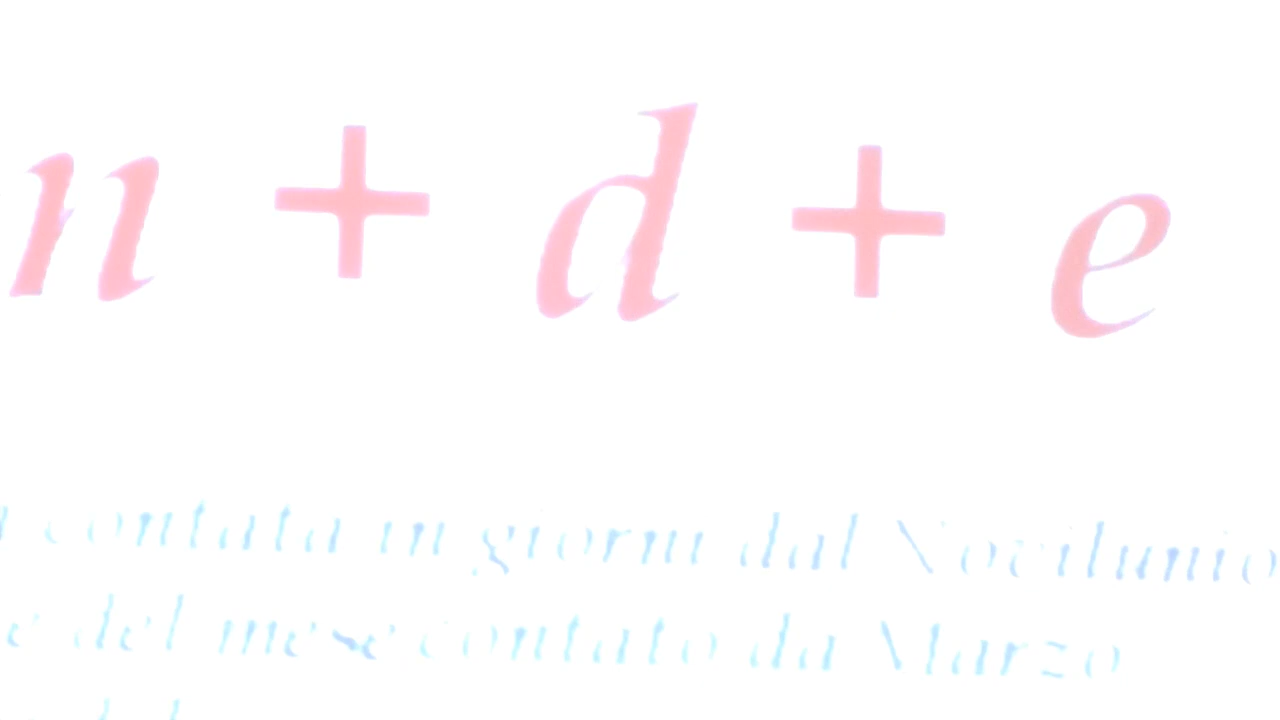 n + d + e
contata in giorni dal Novilunio
e del mese contato da Marzo